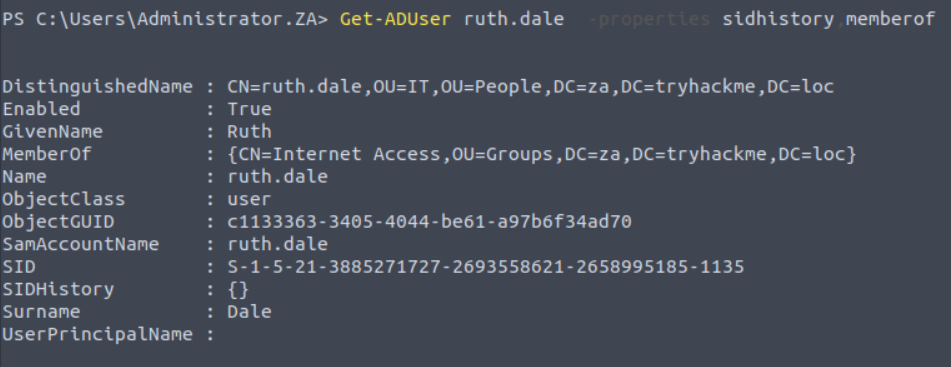 PS C:\Users\Administrator.ZA> Get-ADUser ruth.dale -properties sidhistory,memberof
DistinguishedName : CN=ruth.dale,OU=IT,OU=People,DC=za,DC=tryhackme,DC=loc
Enabled : True
GivenName : Ruth
MemberOf : {CN=Internet Access,OU=Groups,DC=za,DC=tryhackme,DC=loc}
Name : ruth.dale
ObjectClass : user
ObjectGUID : c1133363-3405-4044-be61-a97b6f34ad70
SamAccountName : ruth.dale
SID : S-1-5-21-3885271727-2693558621-2658995185-1135
SIDHistory : {}
Surname : Dale
UserPrincipalName :